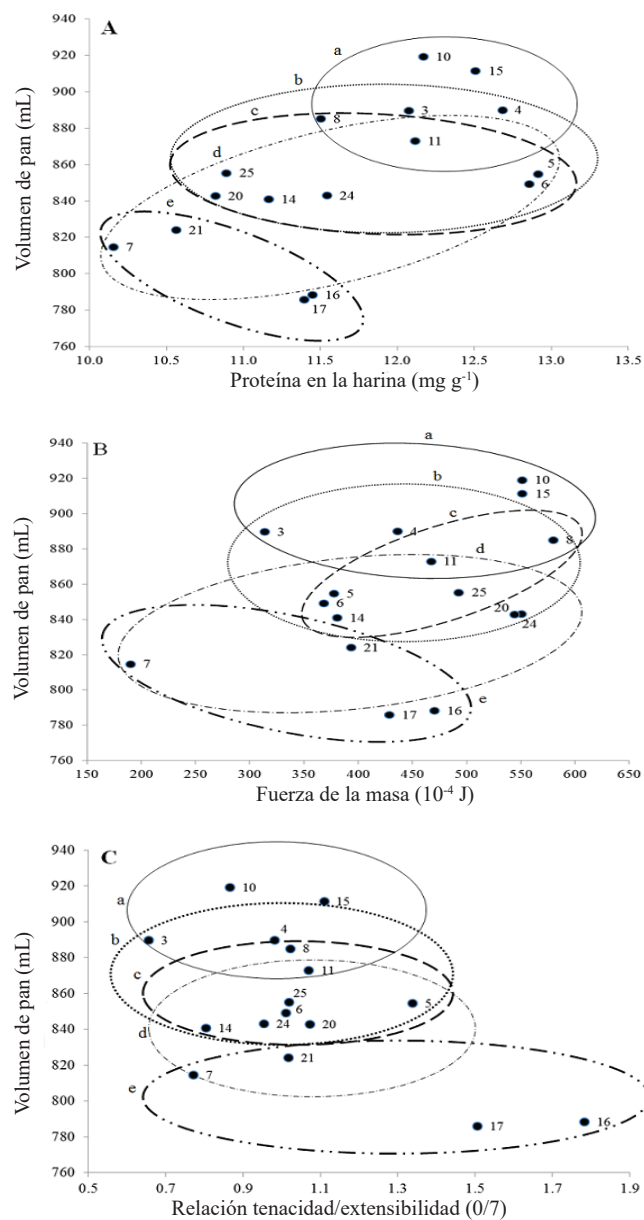 A
940
920
900
880
860
840
820
800
780
760
Volumen de pan (mL)
a
b
c
d
e
10
15
8
3
4
11
25
5
6
20
14
24
21
7
16
17
10.0 10.5 11.0 11.5 12.0 12.5 13.0 13.5
Proteína en la harina (mg g-1)
B
940
920
900
880
860
840
820
800
780
760
Volumen de pan (mL)
a
b
c
d
e
10
15
3
4
8
11
5
25
6
14
20
24
21
7
17
16
150 200 250 300 350 400 450 500 550 600 650
Fuerza de la masa (10-4 J)
C
940
920
900
880
860
840
820
800
780
760
Volumen de pan (mL)
a
b
c
d
e
10
15
3
4
8
11
25
5
6
14
24
20
21
7
17
16
0.5 0.7 0.9 1.1 1.3 1.5 1.7 1.9
Relación tenacidad/extensibilidad (0/7)